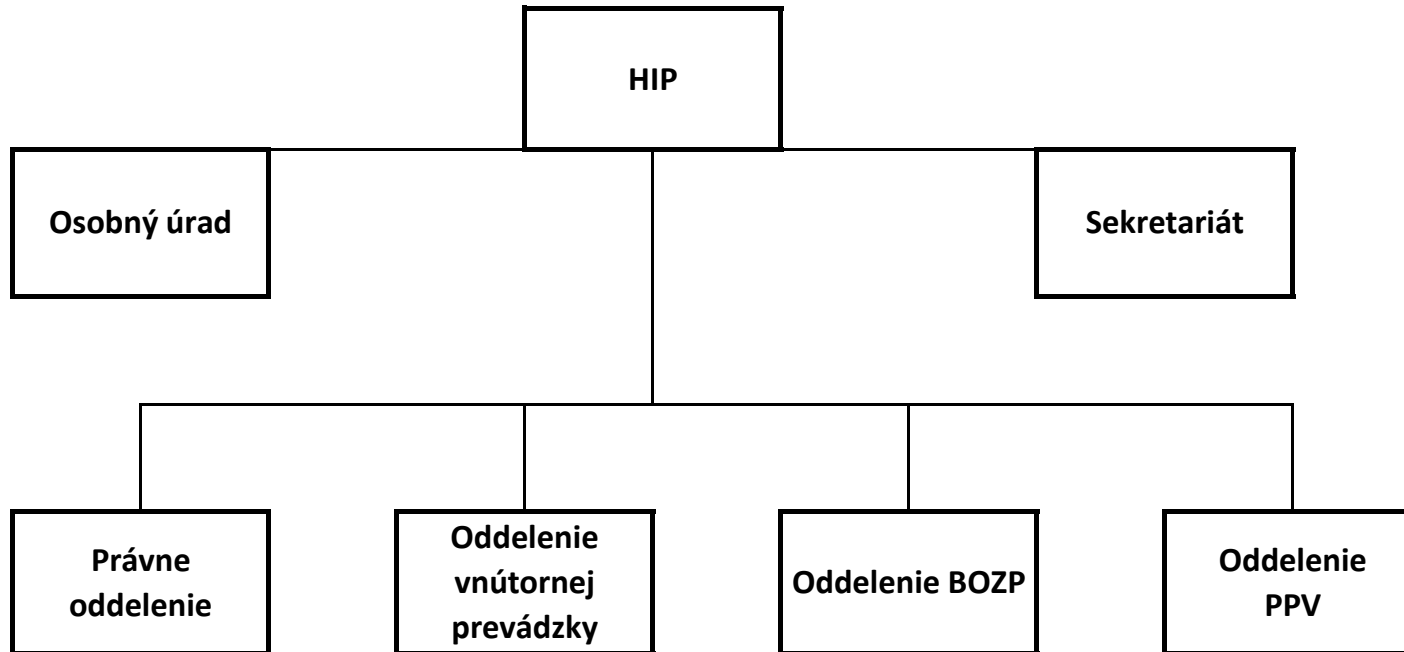 HIP
Osobný úrad
Sekretariát
Právne
oddelenie
Oddelenie
vnútornej
prevádzky
Oddelenie BOZP
Oddelenie
PPV